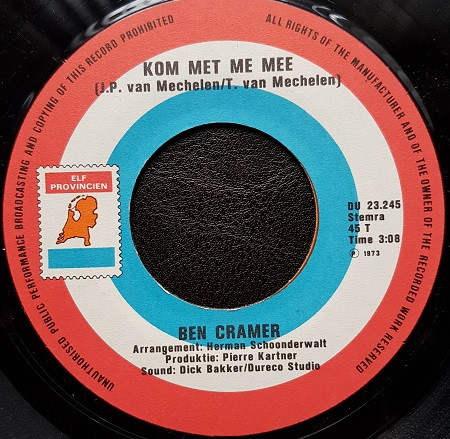 UNAUTHORISED PUBLIC PERFORMANCE BROADCASTING AND COPYING OF THIS RECORD PROHIBITED
ALL RIGHTS OF THE MANUFACTURER AND OF THE OWNER OF THE RECORDED WORK RESERVED
KOM MET ME MEE
(J.P. van Mechelen/T. van Mechelen)
ELF
PROVINCIEN
DU 23.245
Stemra
45 T
Time 3:08
℗ 1973
BEN CRAMER
Arrangement: Herman Schoonderwalt
Produktie: Pierre Kartner
Sound: Dick Bakker/Dureco Studio